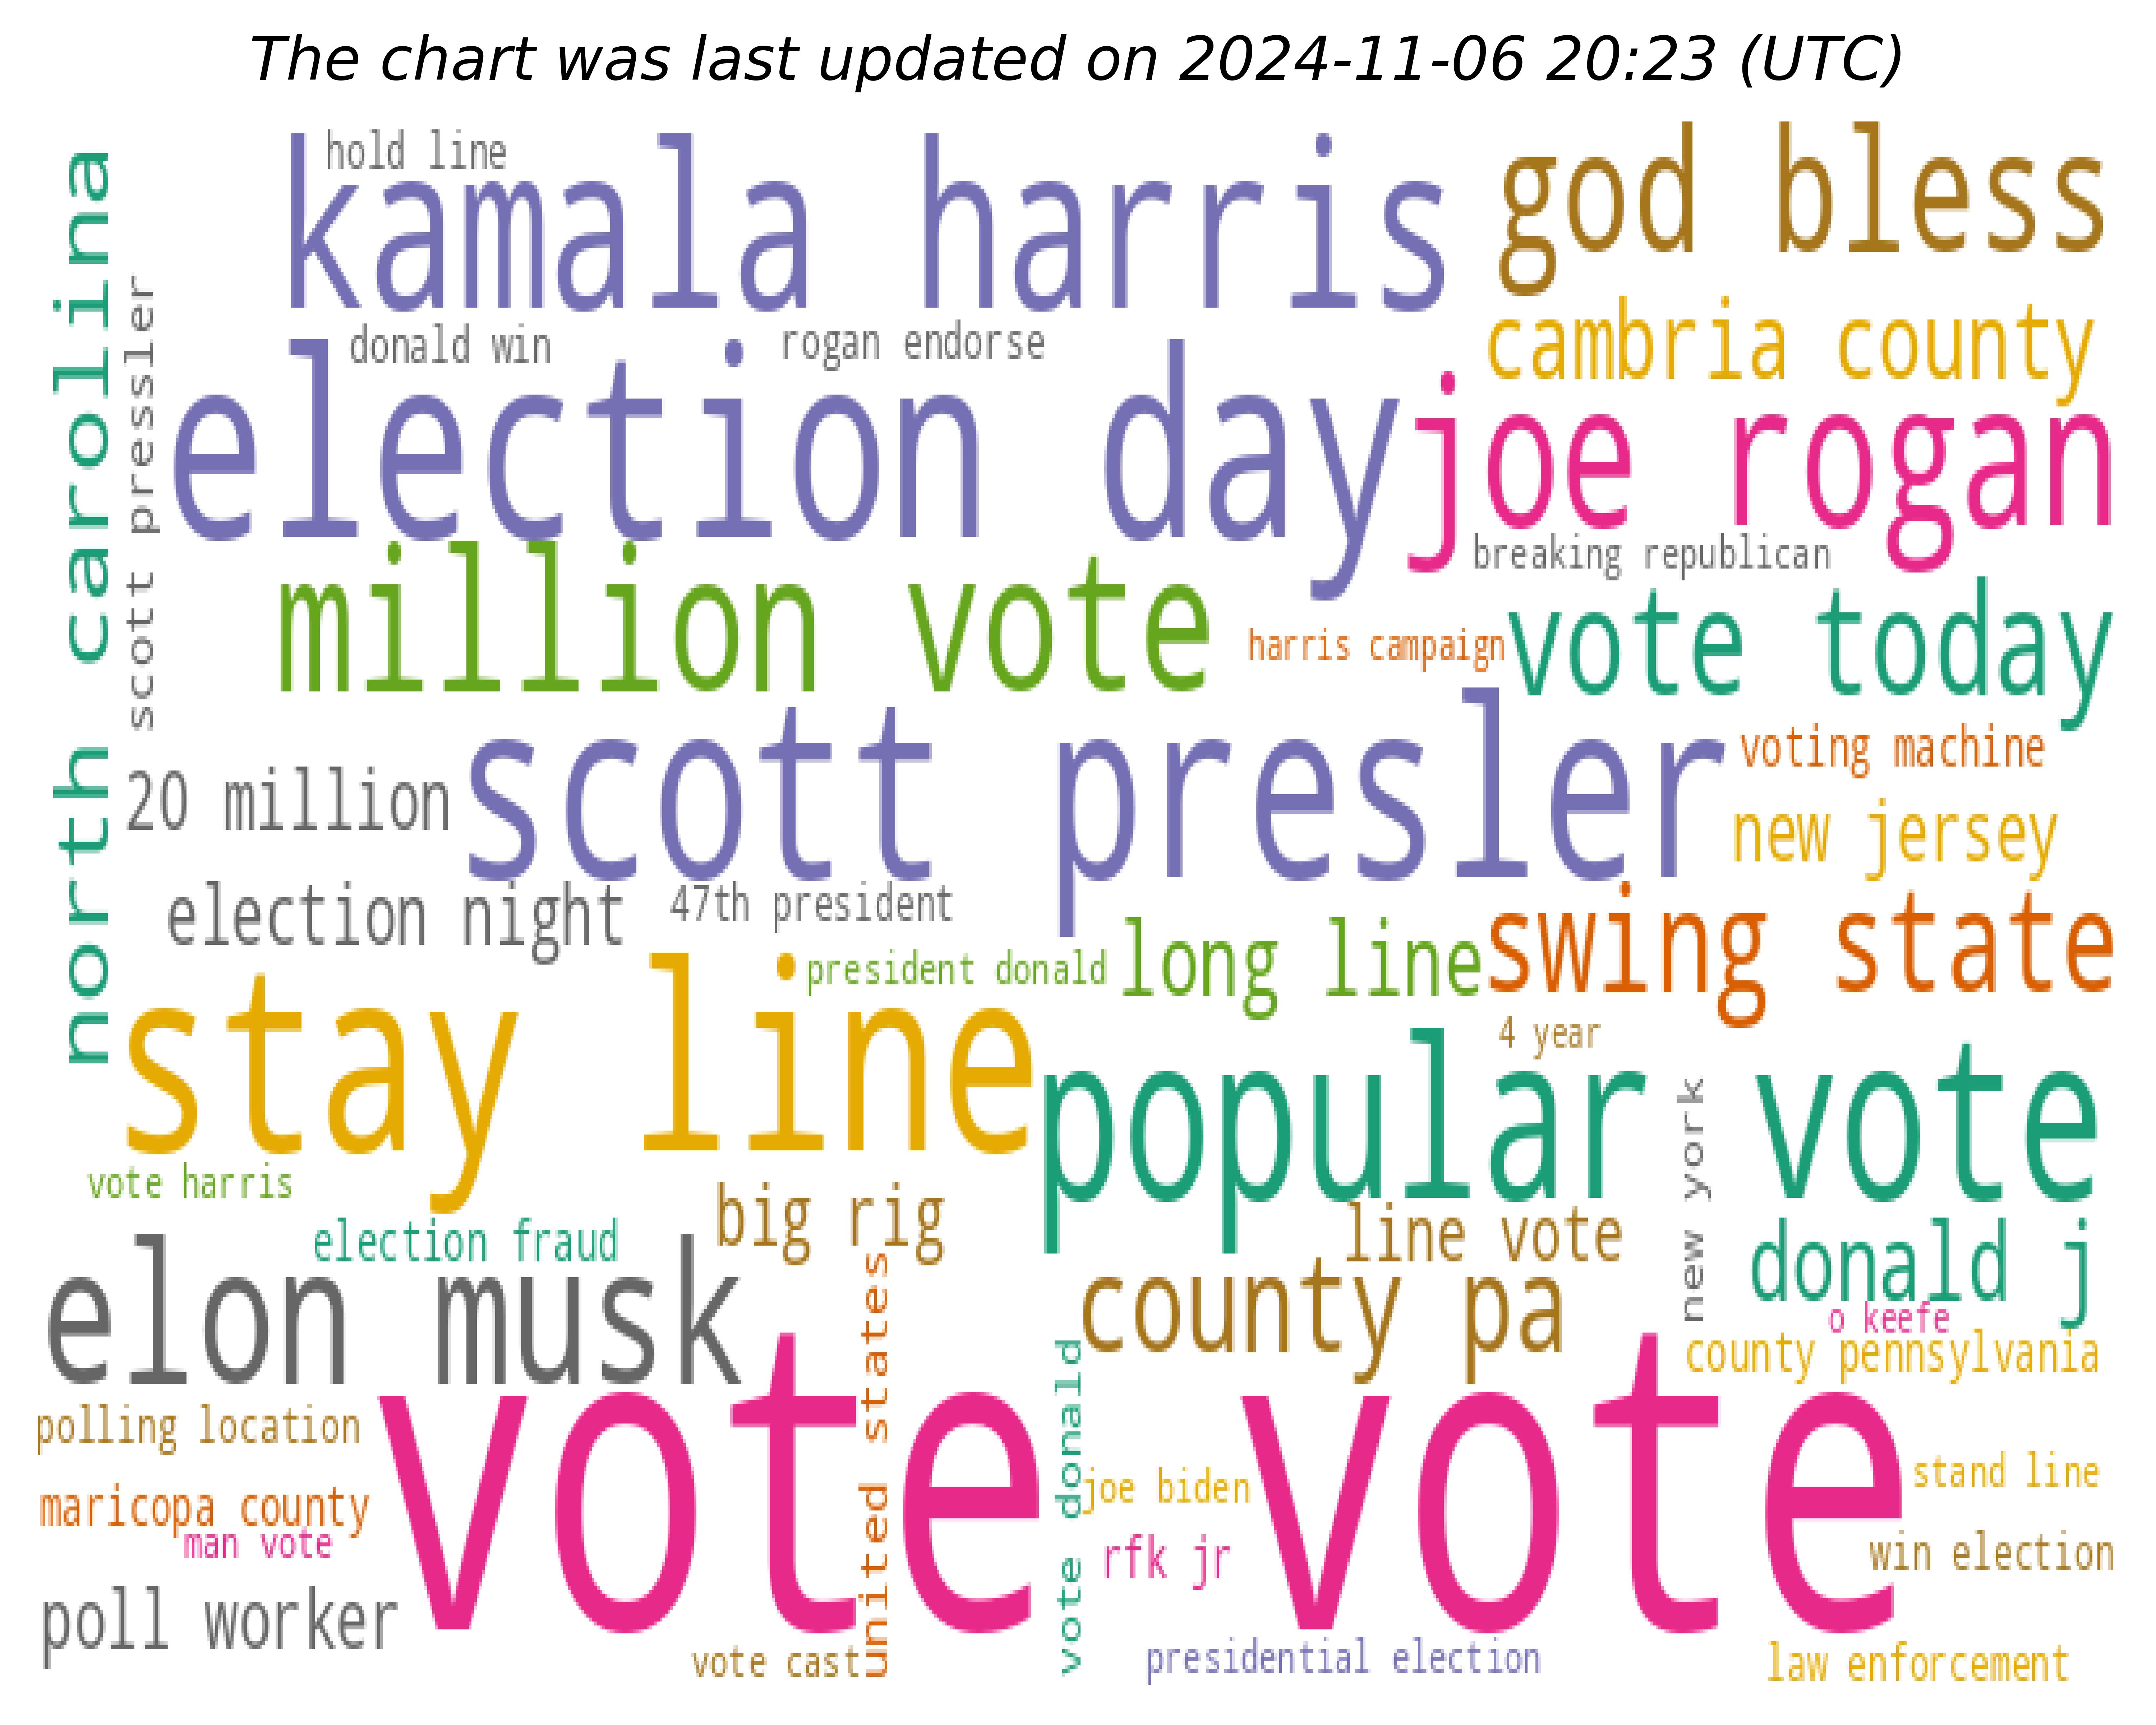 The chart was last updated on 2024-11-06 20:23 (UTC)
hold line
kamala harris
god bless
north carolina
scott pressler
cambria county
donald win
rogan endorse
election day
joe rogan
breaking republican
million vote
harris campaign
vote today
scott presler
voting machine
20 million
new jersey
election night
47th president
swing state
president donald
long line
stay line
4 year
popular vote
new york
vote harris
big rig
line vote
election fraud
donald j
elon musk
county pa
o keefe
united states
county pennsylvania
vote donald
polling location
vote vote
joe biden
stand line
maricopa county
man vote
rfk jr
win election
poll worker
vote cast
presidential election
law enforcement